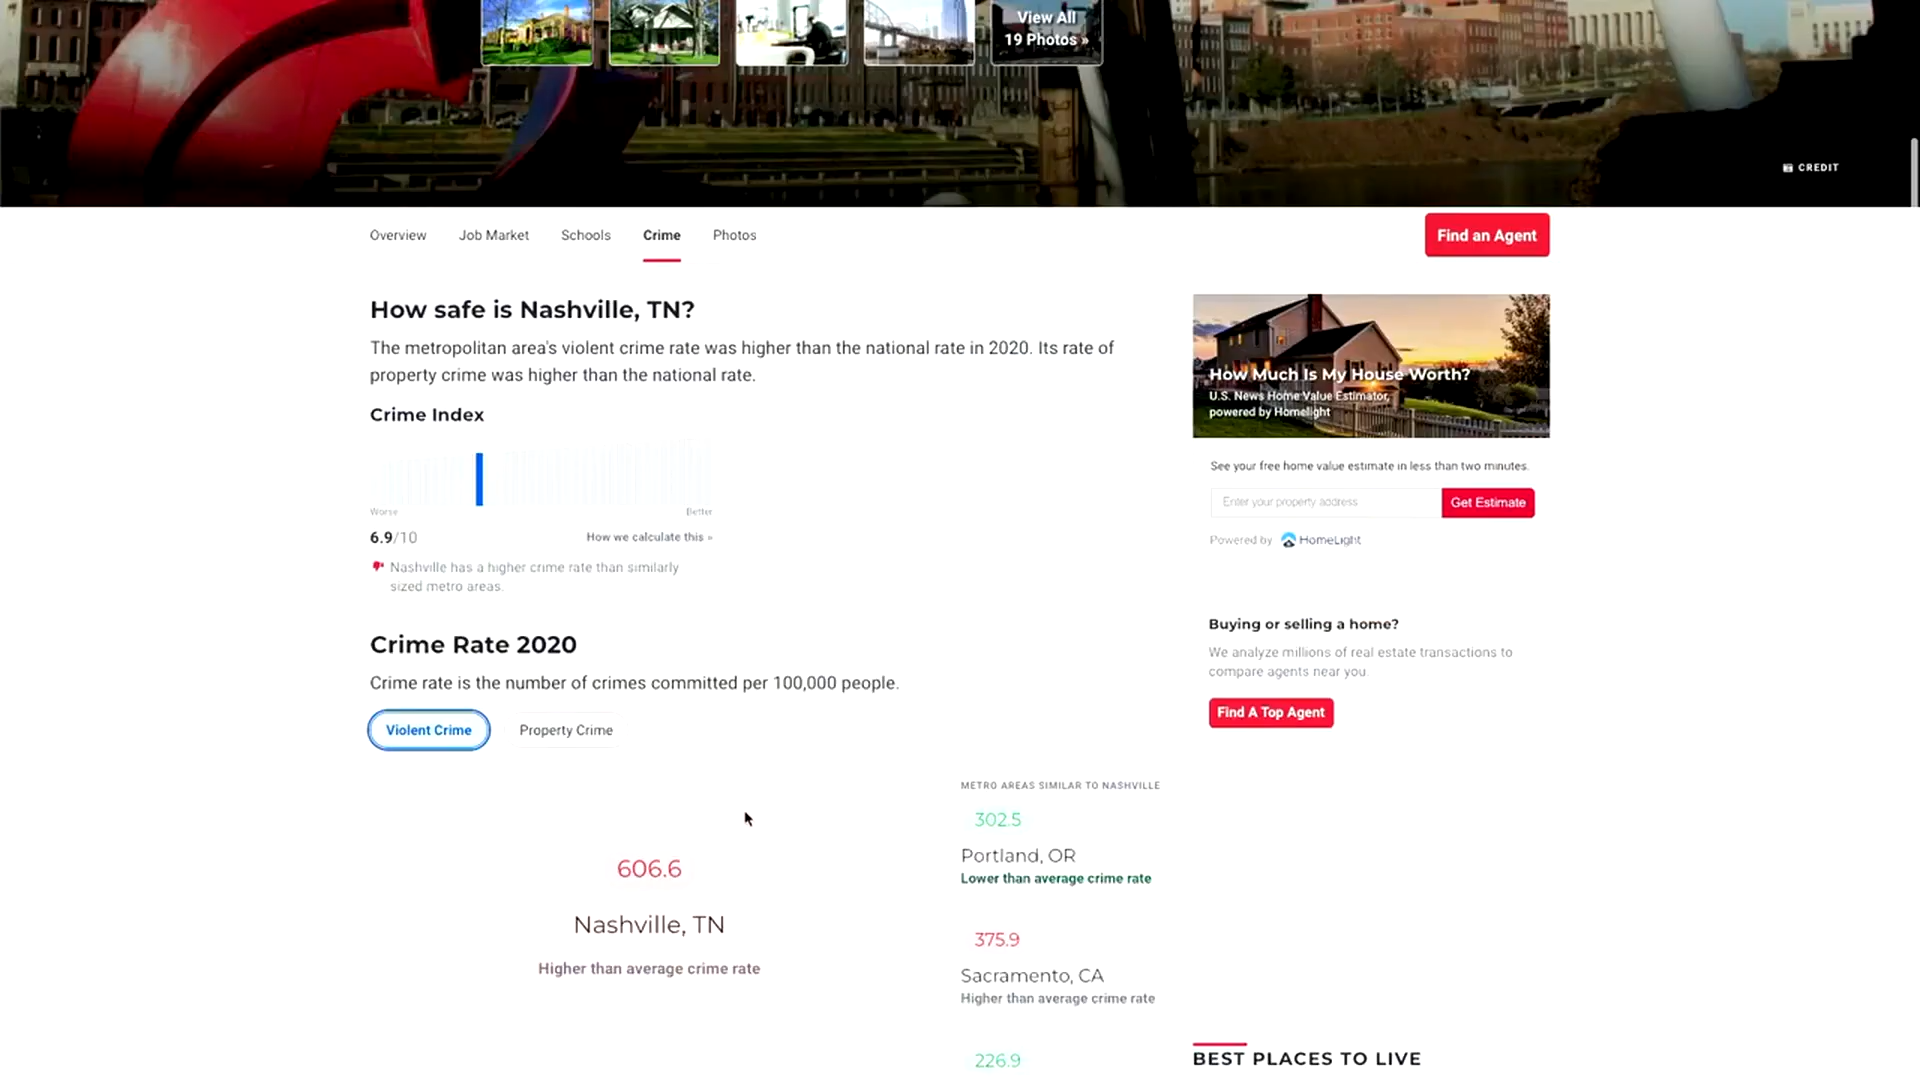 View All
19 Photos »
CREDIT
Overview
Job Market
Schools
Crime
Photos
Find an Agent
How safe is Nashville, TN?
The metropolitan area's violent crime rate was higher than the national rate in 2020. Its rate of
property crime was higher than the national rate.
Crime Index
Worse
Better
6.9/10
How we calculate this »
Nashville has a higher crime rate than similarly
sized metro areas.
Crime Rate 2020
Crime rate is the number of crimes committed per 100,000 people.
Violent Crime
Property Crime
606.6
Nashville, TN
Higher than average crime rate
METRO AREAS SIMILAR TO NASHVILLE
302.5
Portland, OR
Lower than average crime rate
375.9
Sacramento, CA
Higher than average crime rate
226.9
How Much Is My House Worth?
U.S. News Home Value Estimator,
powered by Homelight
See your free home value estimate in less than two minutes.
Enter your property address
Get Estimate
Powered by HomeLight
Buying or selling a home?
We analyze millions of real estate transactions to
compare agents near you.
Find A Top Agent
BEST PLACES TO LIVE